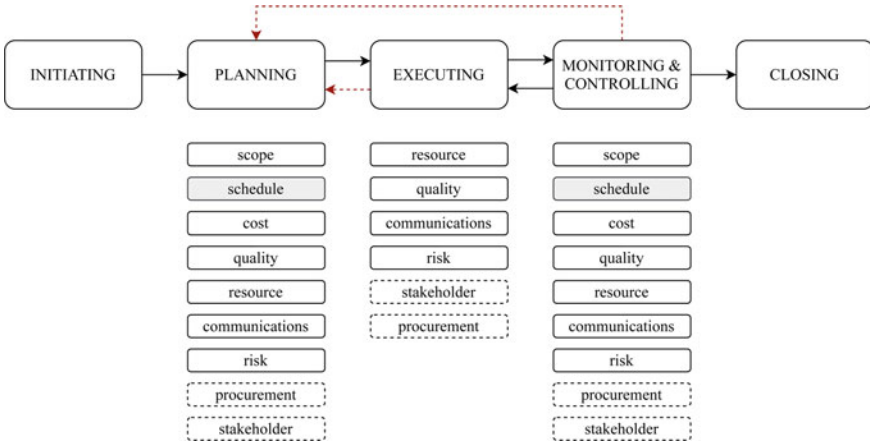 INITIATING
PLANNING
EXECUTING
MONITORING &
CONTROLLING
CLOSING
scope
schedule
cost
quality
resource
communications
risk
procurement
stakeholder
resource
quality
communications
risk
stakeholder
procurement
scope
schedule
cost
quality
resource
communications
risk
procurement
stakeholder